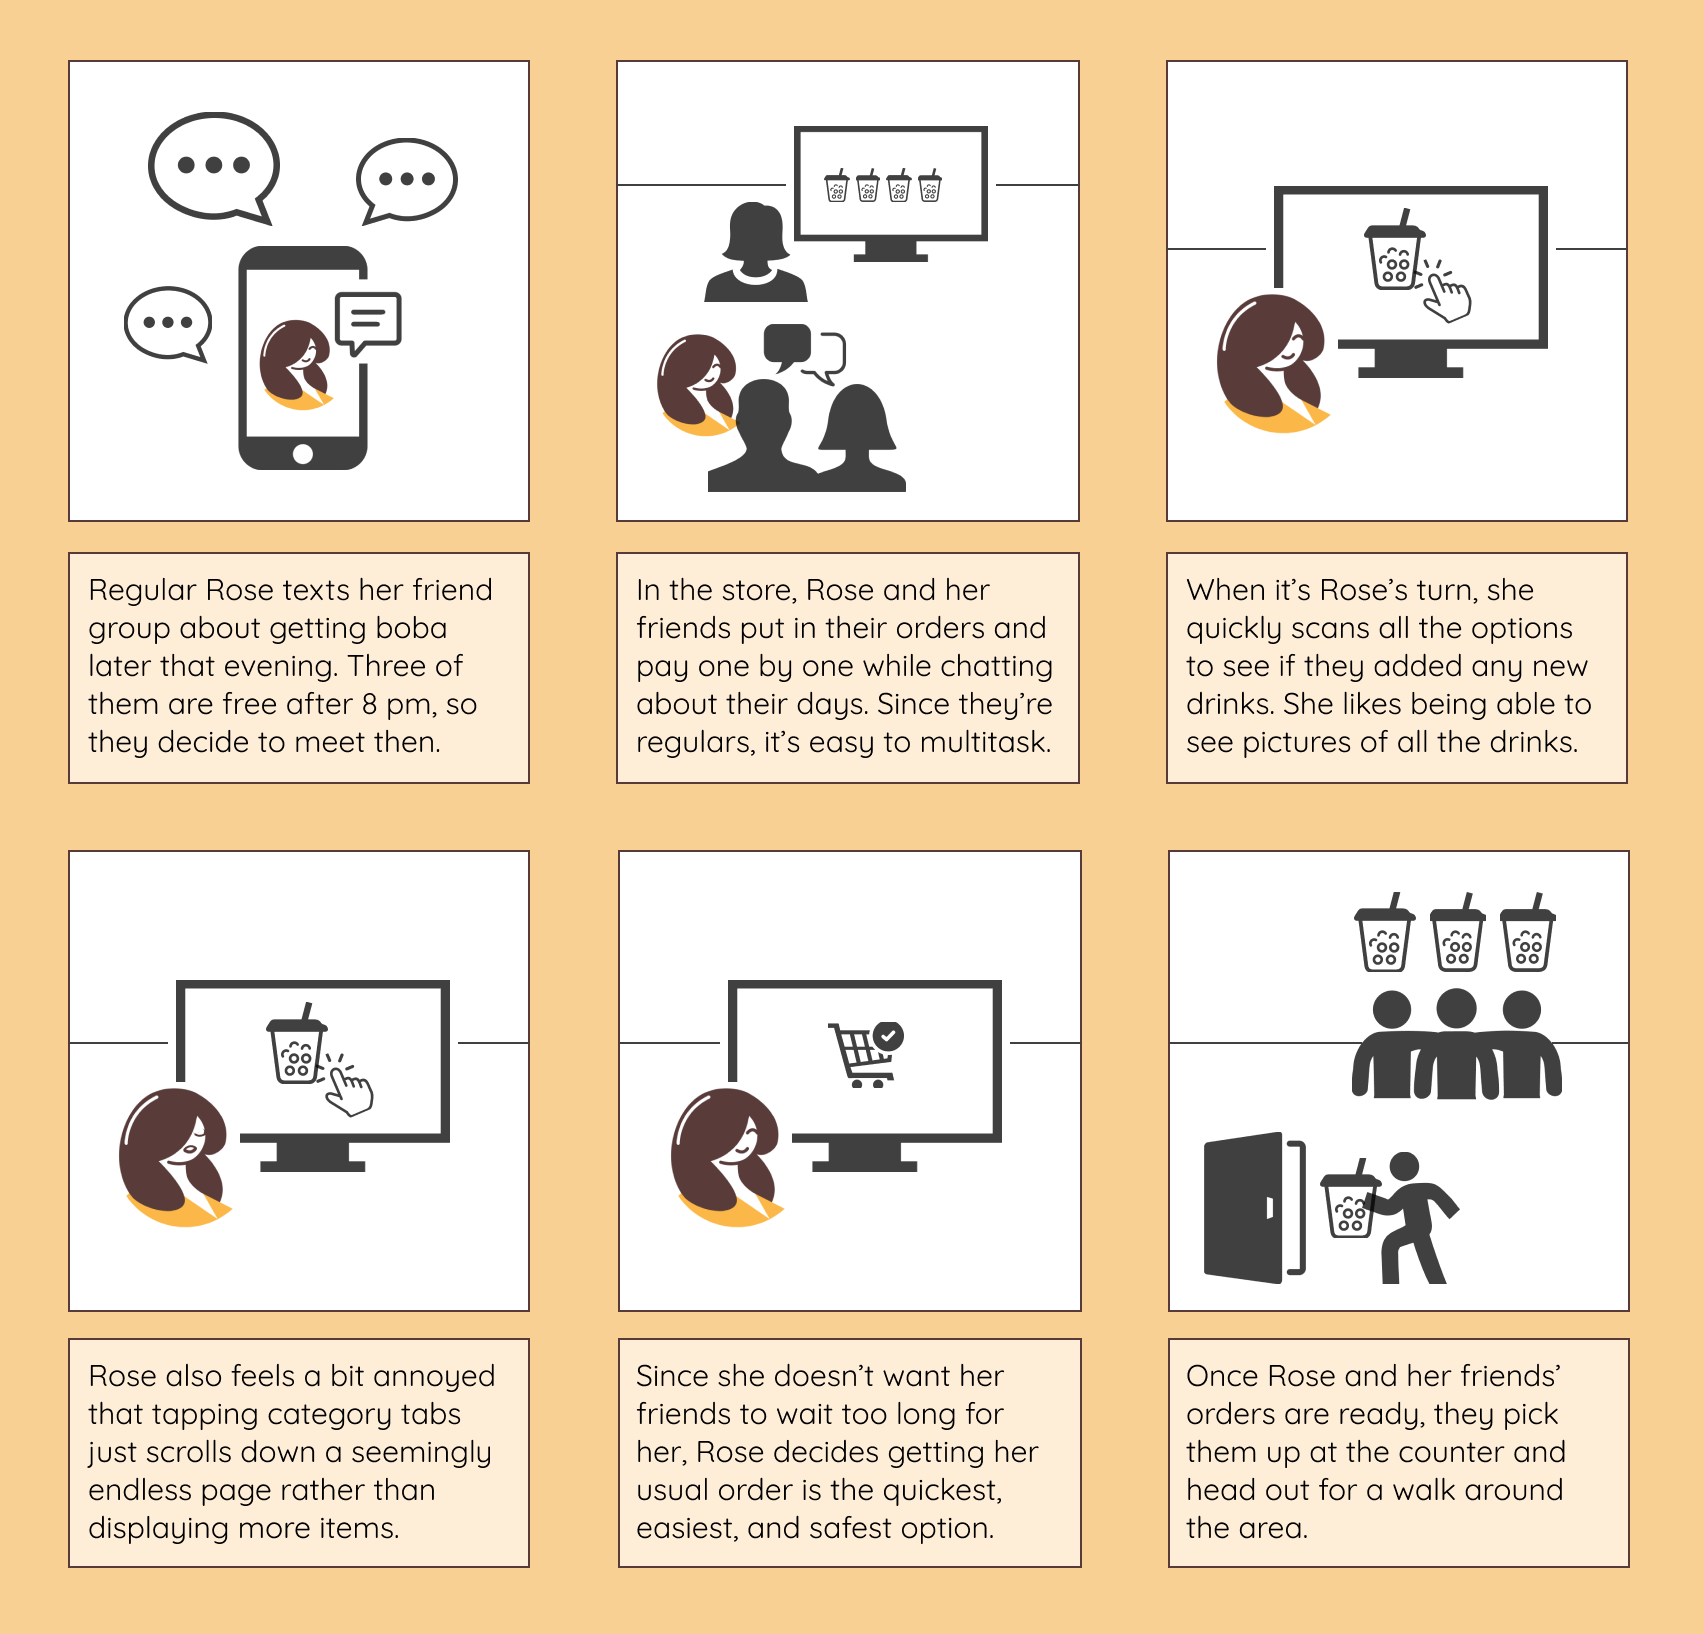 Regular Rose texts her friend
group about getting boba
later that evening. Three of
them are free after 8 pm, so
they decide to meet then.
In the store, Rose and her
friends put in their orders and
pay one by one while chatting
about their days. Since they’re
regulars, it’s easy to multitask.
When it’s Rose’s turn, she
quickly scans all the options
to see if they added any new
drinks. She likes being able to
see pictures of all the drinks.
Rose also feels a bit annoyed
that tapping category tabs
just scrolls down a seemingly
endless page rather than
displaying more items.
Since she doesn’t want her
friends to wait too long for
her, Rose decides getting her
usual order is the quickest,
easiest, and safest option.
Once Rose and her friends’
orders are ready, they pick
them up at the counter and
head out for a walk around
the area.